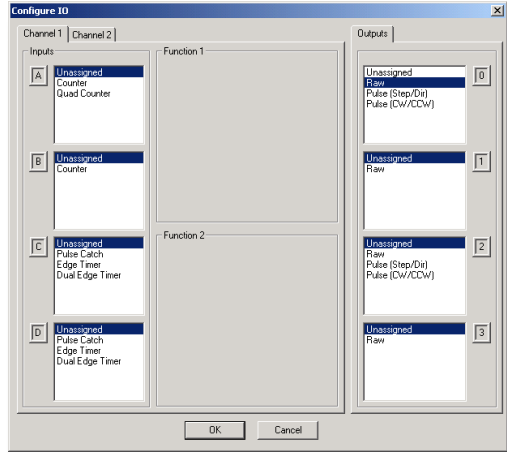 Configure IO
Channel 1
Channel 2
Outputs
Inputs
A
Unassigned
Counter
Quad Counter
B
Unassigned
Counter
C
Unassigned
Pulse Catch
Edge Timer
Dual Edge Timer
D
Unassigned
Pulse Catch
Edge Timer
Dual Edge Timer
Function 1
Function 2
Unassigned
Raw
Pulse (Step/Dir)
Pulse (CW/CCW)
0
Unassigned
Raw
1
Unassigned
Raw
Pulse (Step/Dir)
Pulse (CW/CCW)
2
Unassigned
Raw
3
OK
Cancel